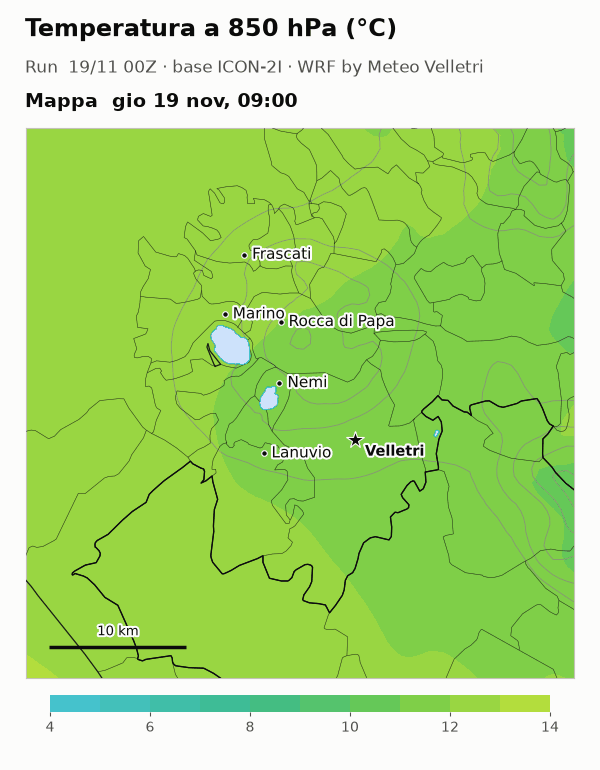 Temperatura a 850 hPa (°C)
Run  19/11 00Z · base ICON-2I · WRF by Meteo Velletri
Mappa  gio 19 nov, 09:00
Frascati
Marino
Rocca di Papa
Nemi
Velletri
Lanuvio
10 km
4 6 8 10 12 14